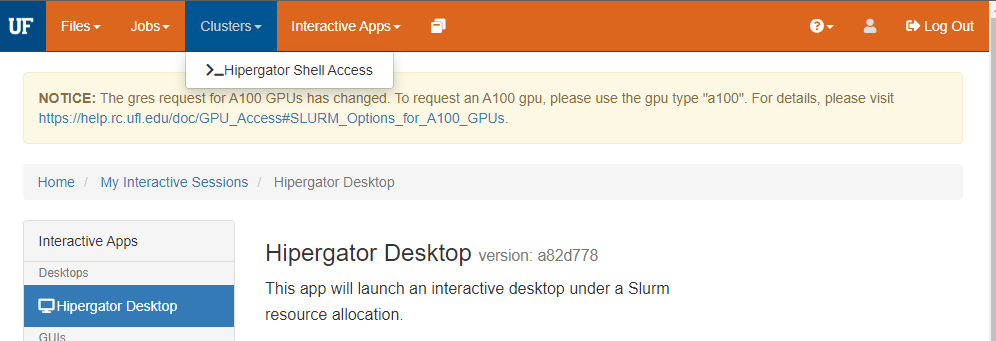 UF Files Jobs Clusters Interactive Apps Log Out
Hipergator Shell Access
NOTICE: The gres request for A100 GPUs has changed. To request an A100 gpu, please use the gpu type "a100". For details, please visit
https://help.rc.ufl.edu/doc/GPU_Access#SLURM_Options_for_A100_GPUs.
Home / My Interactive Sessions / Hipergator Desktop
Interactive Apps
Desktops
Hipergator Desktop
GUIs
Hipergator Desktop version: a82d778
This app will launch an interactive desktop under a Slurm
resource allocation.